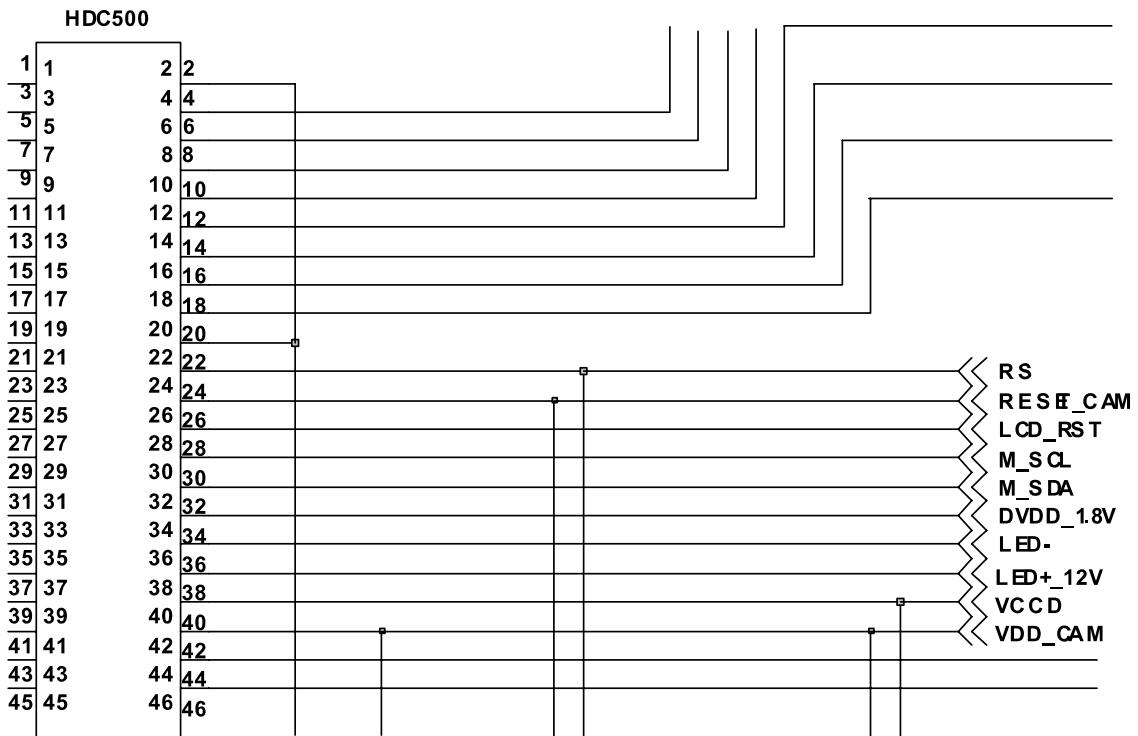 HDC500
1 1 2 2
3 3 4 4
5 5 6 6
7 7 8 8
9 9 10 10
11 11 12 12
13 13 14 14
15 15 16 16
17 17 18 18
19 19 20 20
21 21 22 22
RS
23 23 24 24
RESET_CAM
25 25 26 26
LCD_RST
27 27 28 28
M_SCL
29 29 30 30
M_SDA
31 31 32 32
DVDD_1.8V
33 33 34 34
LED-
35 35 36 36
LED+_12V
37 37 38 38
VCCD
39 39 40 40
VDD_CAM
41 41 42 42
43 43 44 44
45 45 46 46